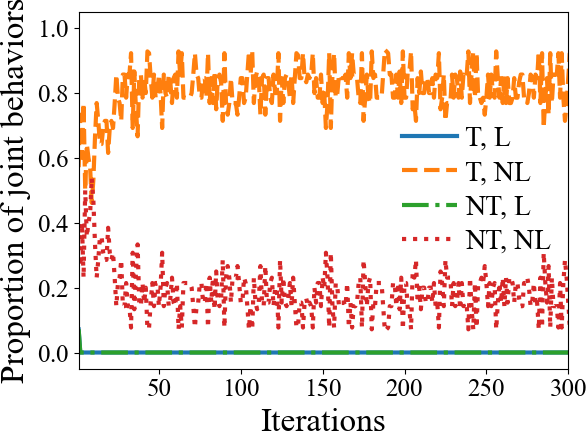 Proportion of joint behaviors
1.0
0.8
0.6
0.4
0.2
0.0
T, L
T, NL
NT, L
NT, NL
50 100 150 200 250 300
Iterations